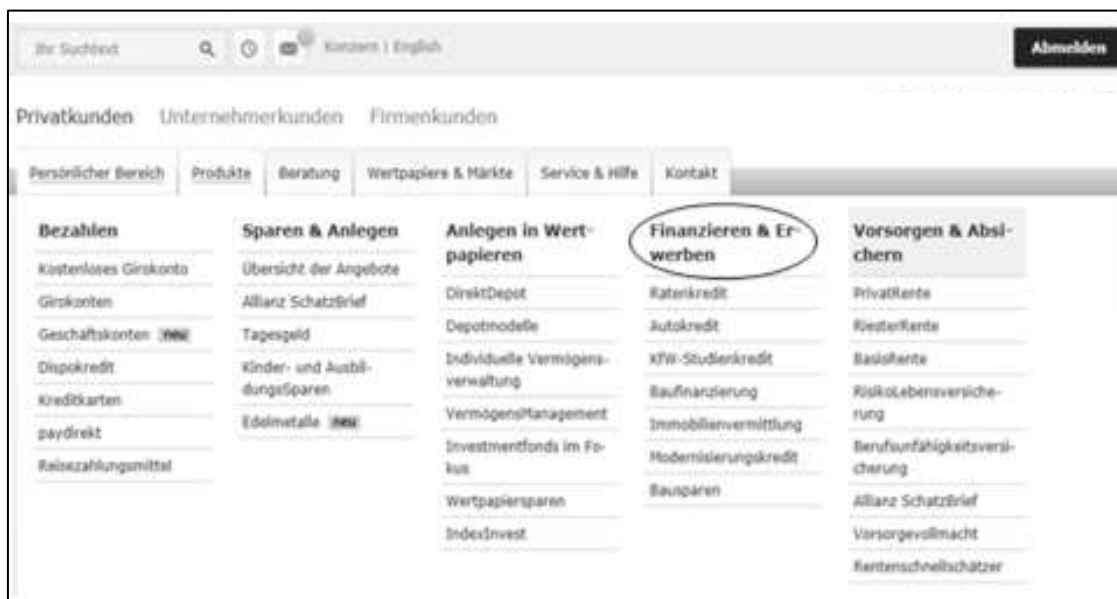 Ihr Suchtext
Konzern | English
Abmelden
Privatkunden Unternehmerkunden Firmenkunden
Persönlicher Bereich Produkte Beratung Wertpapiere & Märkte Service & Hilfe Kontakt
Bezahlen
Kostenloses Girokonto
Girokonten
Geschäftskonten neu
Dispokredit
Kreditkarten
paydirekt
Reisezahlungsmittel
Sparen & Anlegen
Übersicht der Angebote
Allianz SchatzBrief
Tagesgeld
Kinder- und Ausbil-
dungsSparen
Edelmetalle neu
Anlegen in Wert-
papieren
DirektDepot
Depotmodelle
Individuelle Vermögens-
verwaltung
VermögensManagement
Investmentfonds im Fo-
kus
Wertpapiersparen
IndexInvest
Finanzieren & Er-
werben
Ratenkredit
Autokredit
KfW-Studienkredit
Baufinanzierung
Immobilienvermittlung
Modernisierungskredit
Bausparen
Vorsorgen & Absi-
chern
PrivatRente
RiesterRente
BasisRente
RisikoLebensversiche-
rung
Berufsunfähigkeitsversi-
cherung
Allianz SchatzBrief
Vorsorgevollmacht
Rentenschnellschätzer